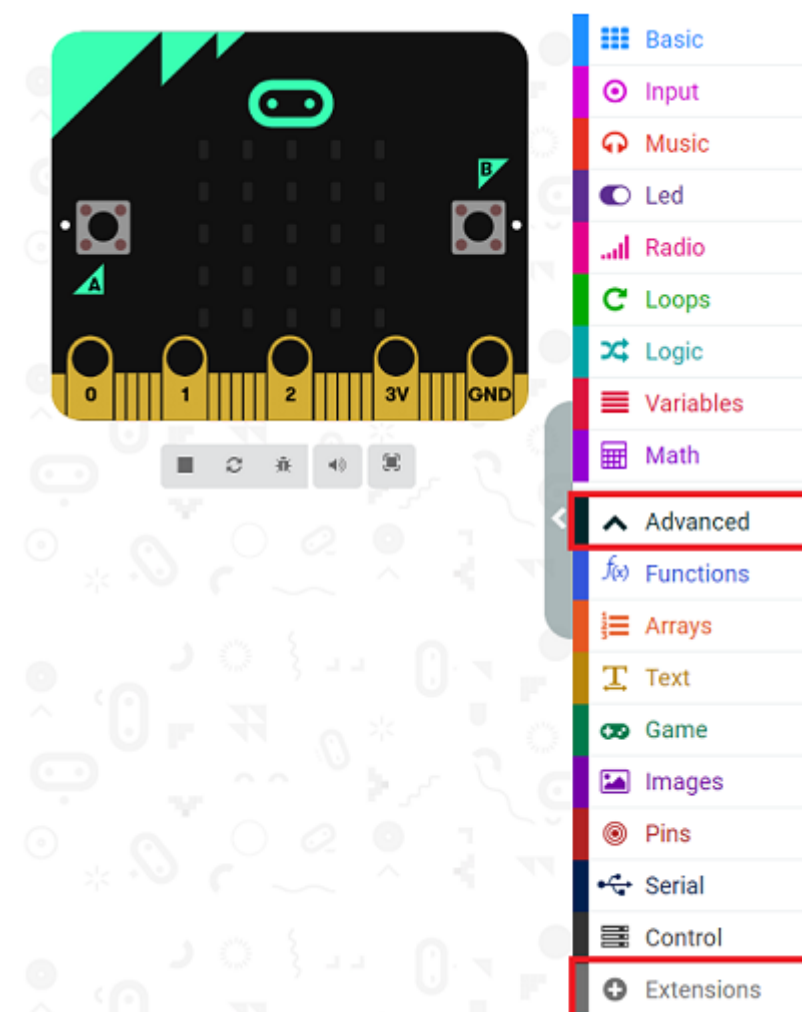 Basic
Input
Music
Led
Radio
Loops
Logic
Variables
Math
Advanced
f(x) Functions
Arrays
Text
Game
Images
Pins
Serial
Control
Extensions
B
A
0 1 2 3V GND